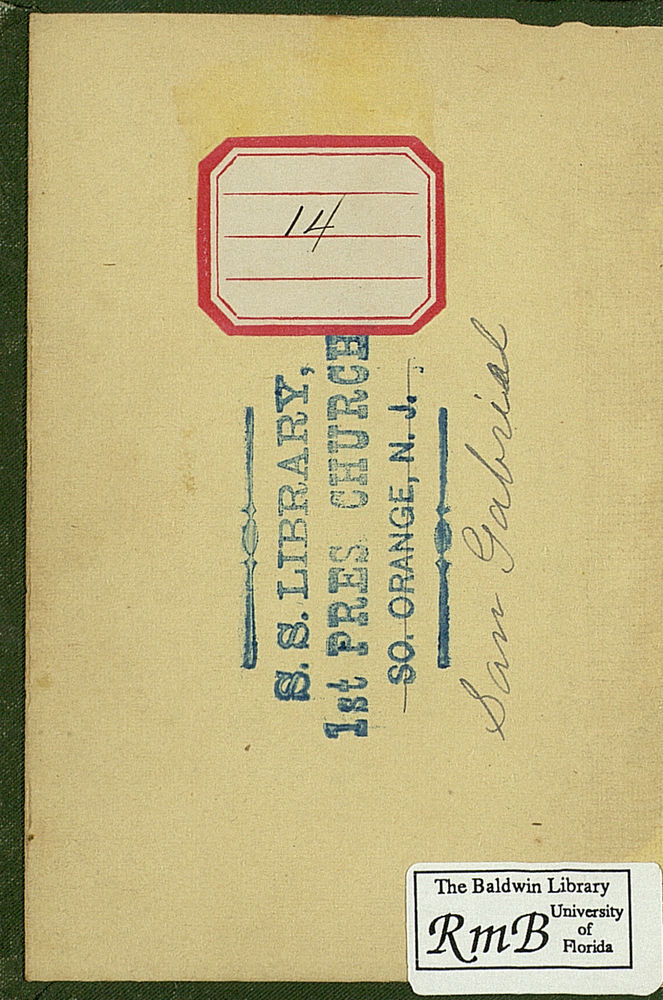 14
S. S. LIBRARY,
1st PRES. CHURCH
SO. ORANGE, N. J.
San Gabriel
The Baldwin Library
RmB University
of
Florida